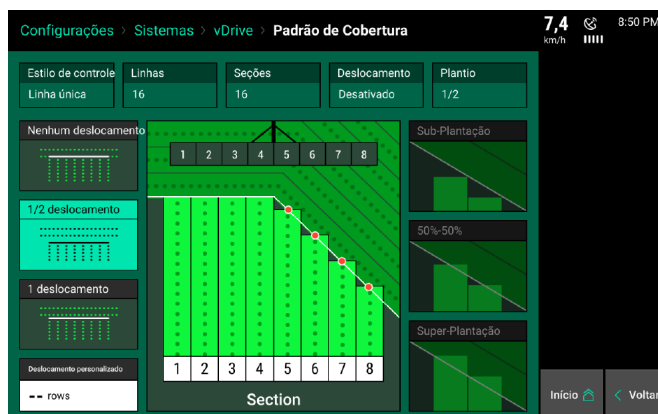 Configurações > Sistemas > vDrive > Padrão de Cobertura
7,4
km/h
8:50 PM
Estilo de controle
Linha única
Linhas
16
Seções
16
Deslocamento
Desativado
Plantio
1/2
Nenhum deslocamento
1/2 deslocamento
1 deslocamento
Deslocamento personalizado
-- rows
1 2 3 4 5 6 7 8
1 2 3 4 5 6 7 8
Section
Sub-Plantação
50%-50%
Super-Plantação
Início
< Voltar